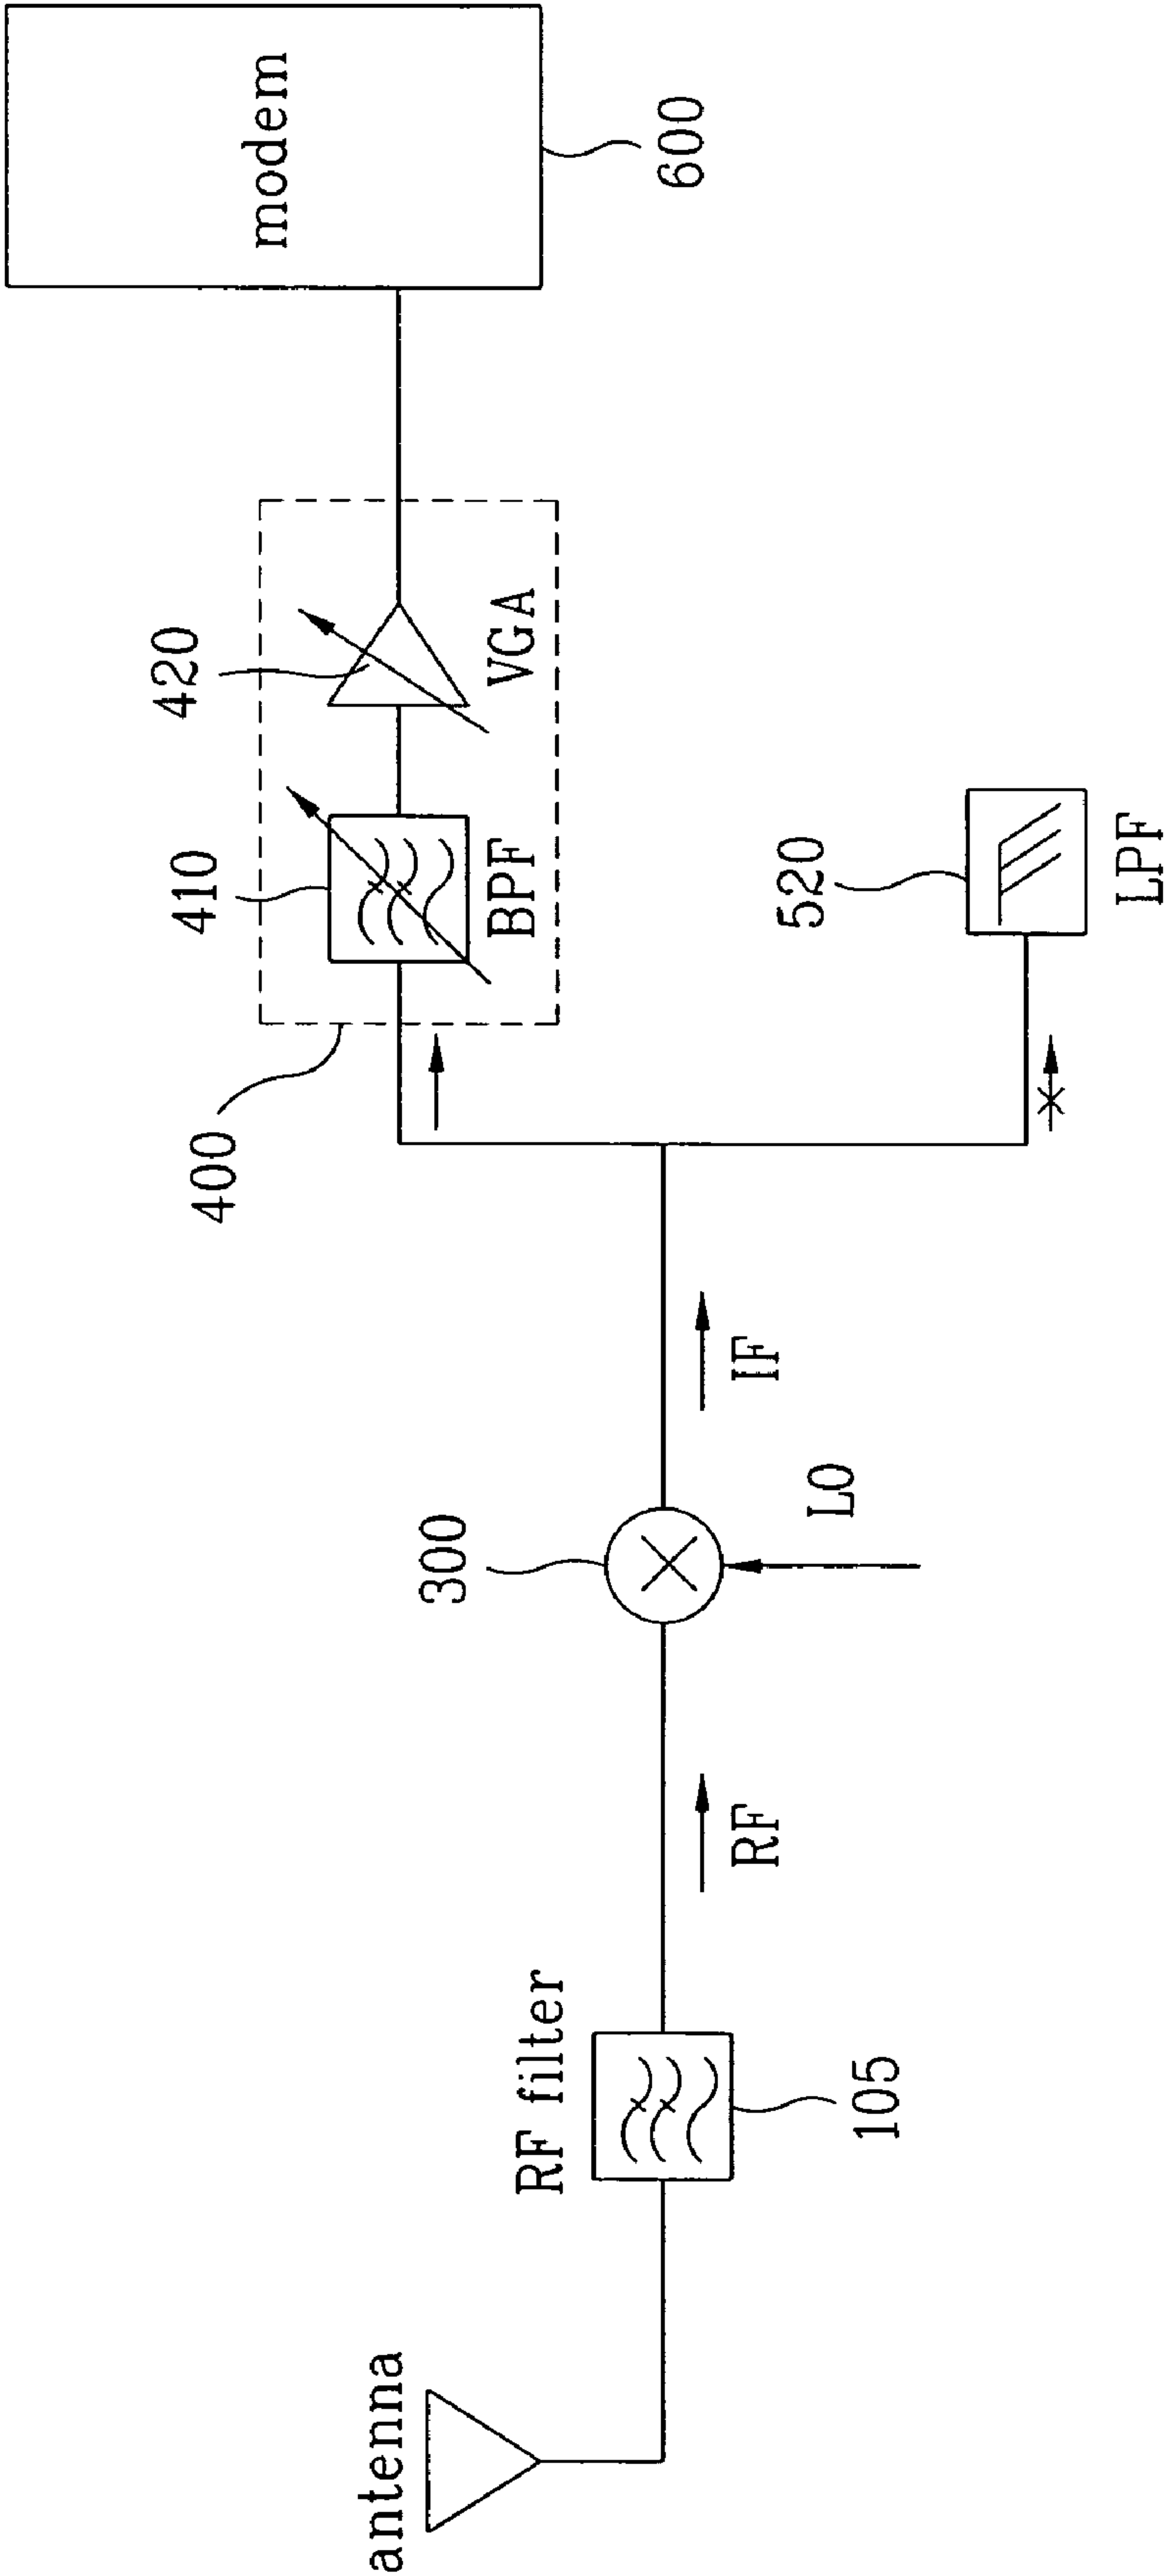 antenna
RF filter
105
RF
300
LO
IF
400
410
BPF
420
VGA
520
LPF
modem
600